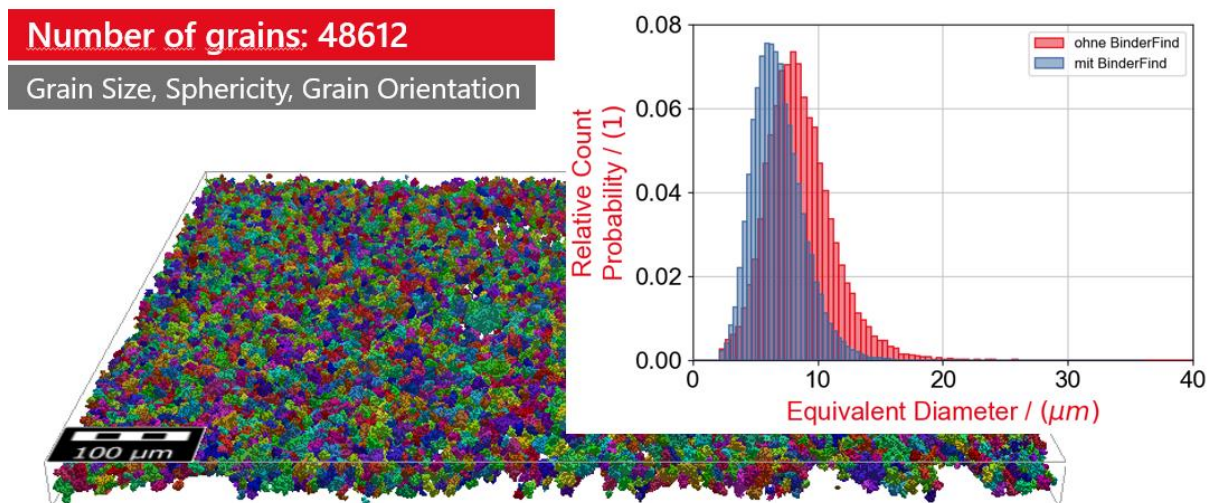 Number of grains: 48612
Grain Size, Sphericity, Grain Orientation
100 µm
0.08
0.06
0.04
0.02
0.00
Relative Count
Probability / (1)
ohne BinderFind
mit BinderFind
0
10
20
30
40
Equivalent Diameter / (µm)